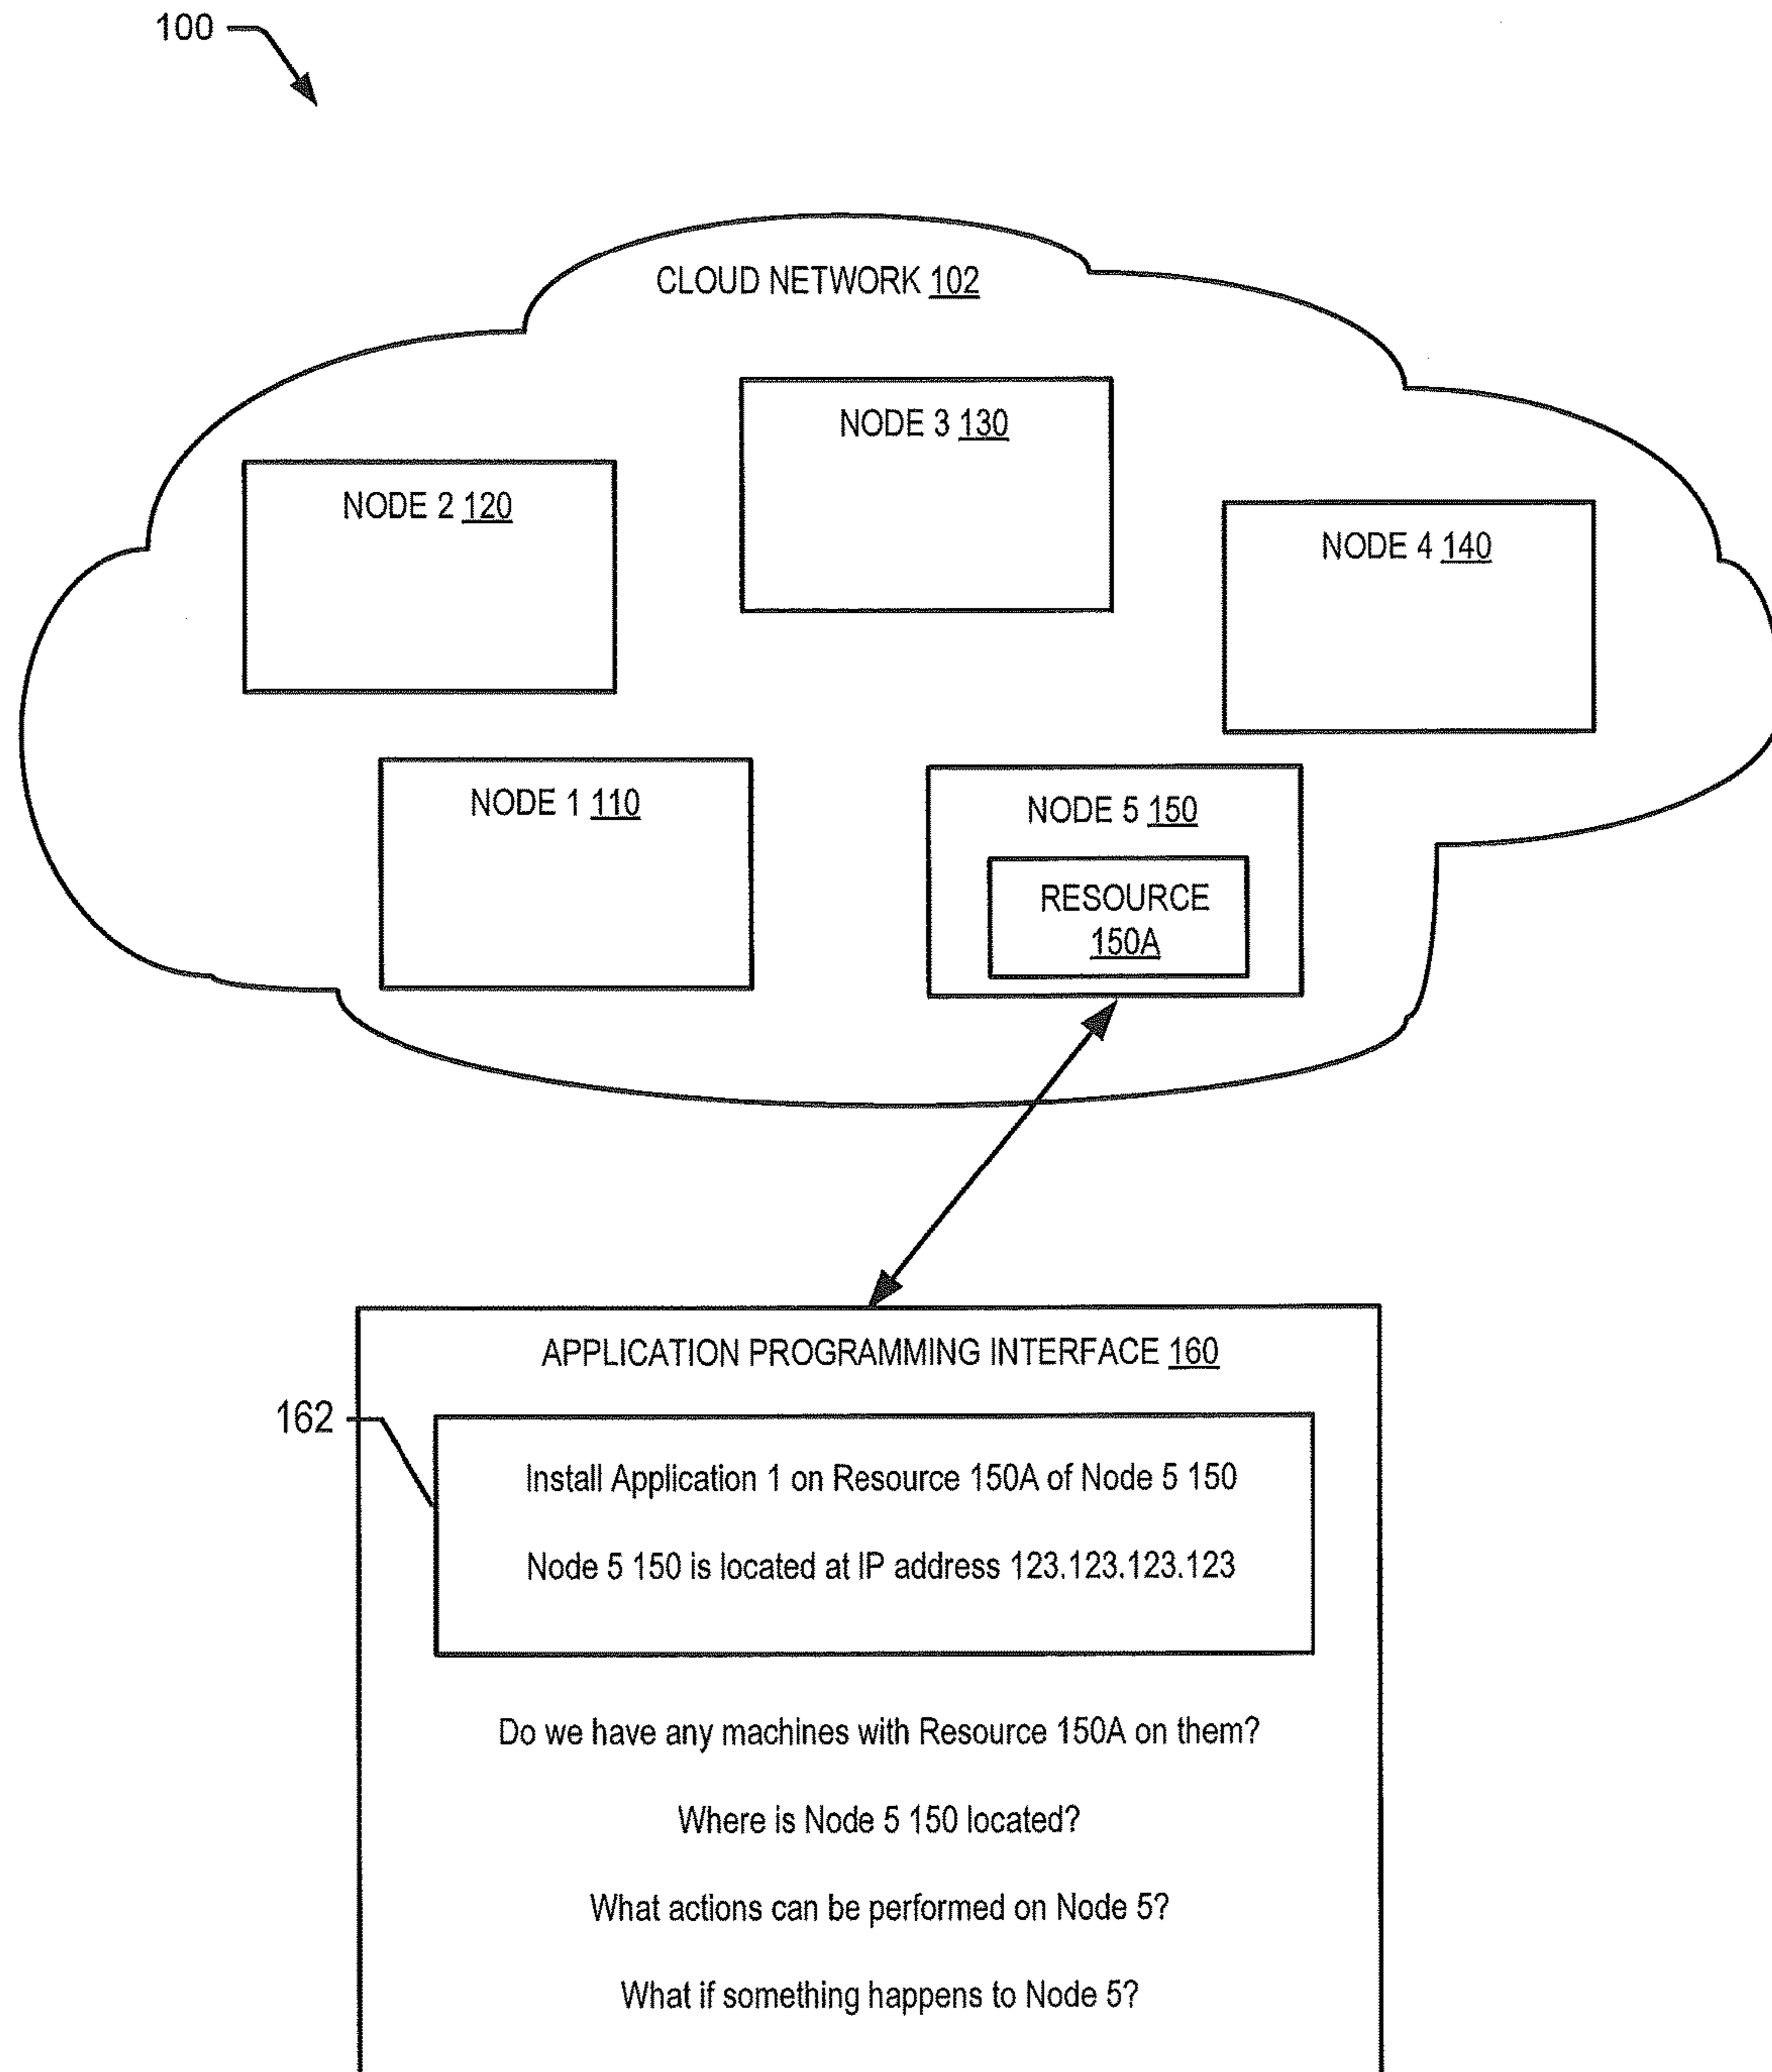 100
CLOUD NETWORK 102
NODE 3 130
NODE 2 120
NODE 4 140
NODE 1 110
NODE 5 150
RESOURCE
150A
APPLICATION PROGRAMMING INTERFACE 160
162
Install Application 1 on Resource 150A of Node 5 150
Node 5 150 is located at IP address 123.123.123.123
Do we have any machines with Resource 150A on them?
Where is Node 5 150 located?
What actions can be performed on Node 5?
What if something happens to Node 5?